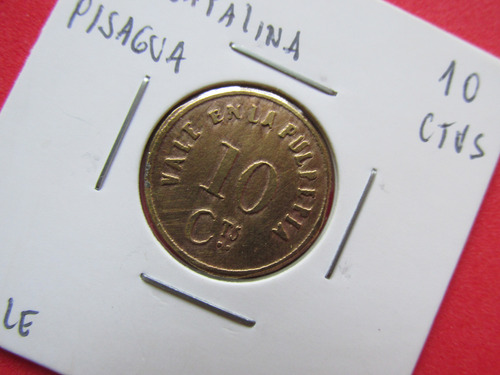 PISAGUA
10
CTVS
VALE EN LA PULPERIA
10
CTS